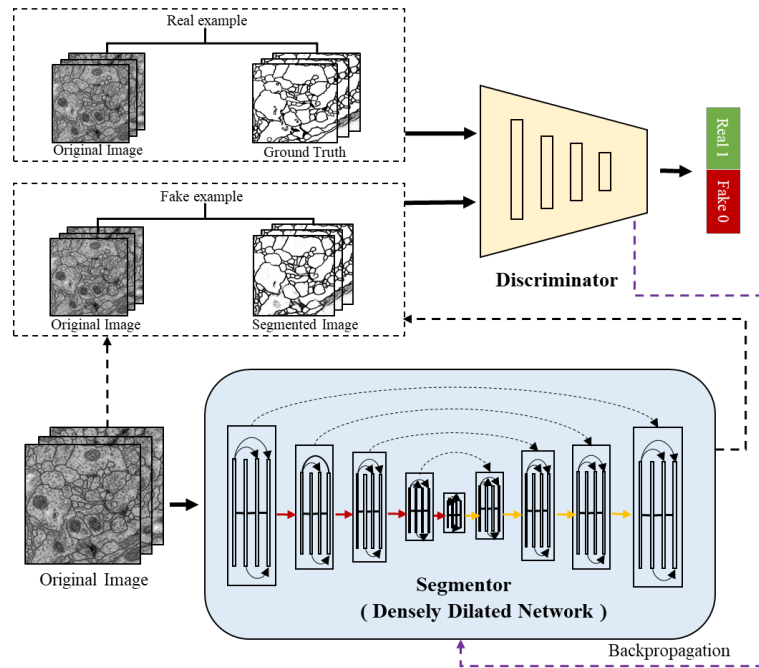 Real example
Original Image
Ground Truth
Real 1
Fake 0
Fake example
Original Image
Segmented Image
Discriminator
Original Image
Segmentor
( Densely Dilated Network )
Backpropagation